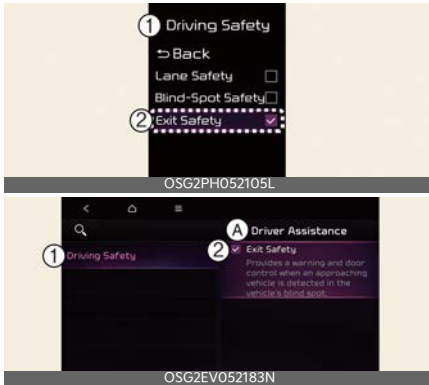 1 Driving Safety
⮌ Back
Lane Safety
Blind-Spot Safety
2 Exit Safety
OSG2PH052105L
A Driver Assistance
1 Driving Safety
2 Exit Safety
Provides a warning and door
control when an approaching
vehicle is detected in the
vehicle's blind spot.
OSG2EV052183N